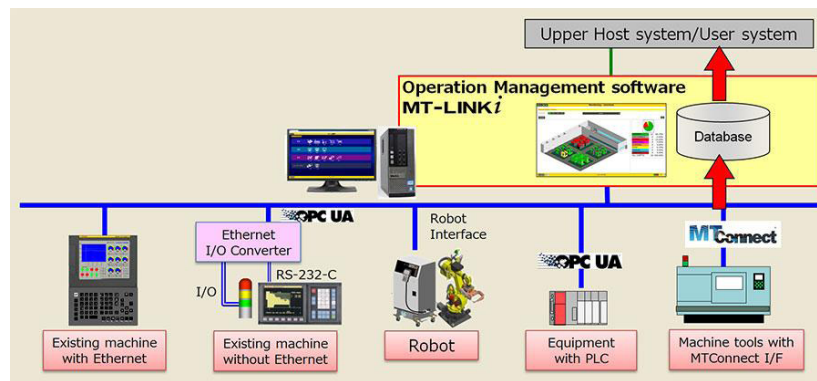 Upper Host system/User system
Operation Management software
MT-LINKi
Database
OPC UA
Ethernet
I/O Converter
Robot
Interface
MTConnect
RS-232-C
I/O
OPC UA
Existing machine
with Ethernet
Existing machine
without Ethernet
Robot
Equipment
with PLC
Machine tools with
MTConnect I/F